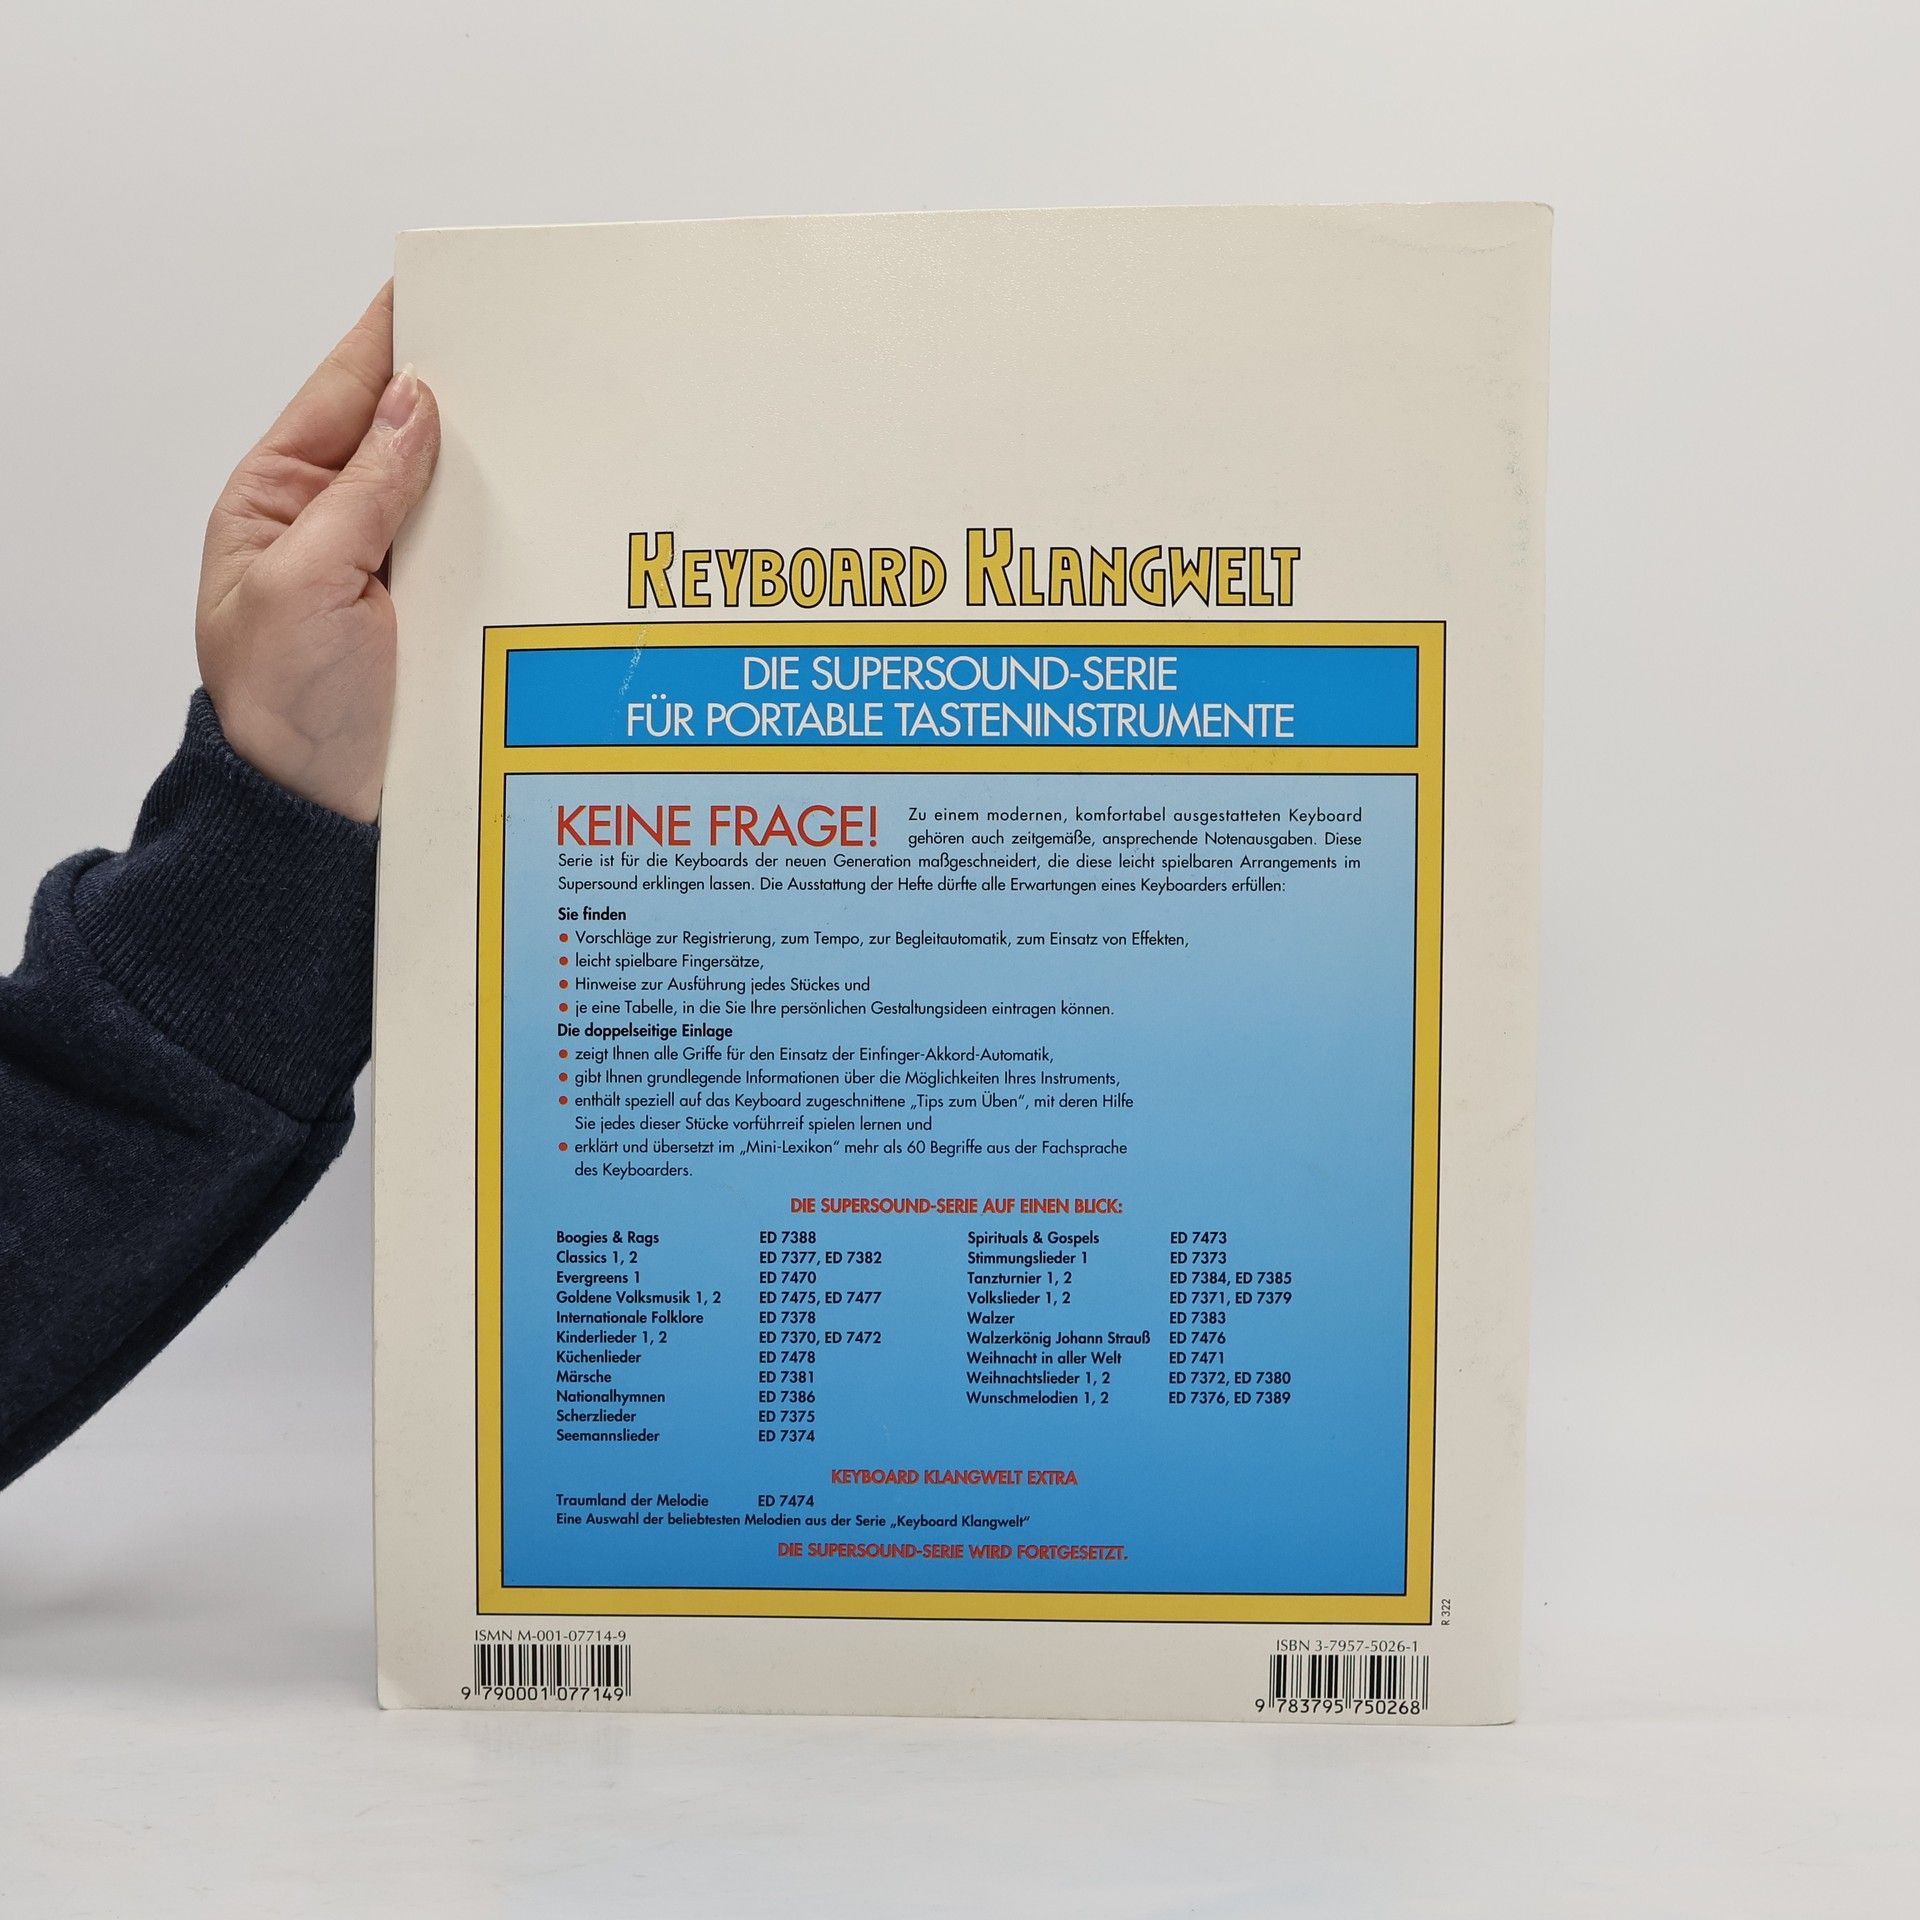 KEYBOARD KLANGWELT
DIE SUPERSOUND-SERIE
FÜR PORTABLE TASTENINSTRUMENTE
KEINE FRAGE! Zu einem modernen, komfortabel ausgestatteten Keyboard
gehören auch zeitgemäße, ansprechende Notenausgaben. Diese
Serie ist für die Keyboards der neuen Generation maßgeschneidert, die diese leicht spielbaren Arrangements im
Supersound erklingen lassen. Die Ausstattung der Hefte dürfte alle Erwartungen eines Keyboarders erfüllen:
Sie finden
• Vorschläge zur Registrierung, zum Tempo, zur Begleitautomatik, zum Einsatz von Effekten,
• leicht spielbare Fingersätze,
• Hinweise zur Ausführung jedes Stückes und
• je eine Tabelle, in die Sie Ihre persönlichen Gestaltungsideen eintragen können.
Die doppelseitige Einlage
• zeigt Ihnen alle Griffe für den Einsatz der Einfinger-Akkord-Automatik,
• gibt Ihnen grundlegende Informationen über die Möglichkeiten Ihres Instruments,
• enthält speziell auf das Keyboard zugeschnittene „Tips zum Üben“, mit deren Hilfe
Sie jedes dieser Stücke vorführreif spielen lernen und
• erklärt und übersetzt im „Mini-Lexikon“ mehr als 60 Begriffe aus der Fachsprache
des Keyboarders.
DIE SUPERSOUND-SERIE AUF EINEN BLICK:
Boogies & Rags ED 7388
Classics 1, 2 ED 7377, ED 7382
Evergreens 1 ED 7470
Goldene Volksmusik 1, 2 ED 7475, ED 7477
Internationale Folklore ED 7378
Kinderlieder 1, 2 ED 7370, ED 7472
Küchenlieder ED 7478
Märsche ED 7381
Nationalhymnen ED 7386
Scherzlieder ED 7375
Seemannslieder ED 7374
Spirituals & Gospels ED 7473
Stimmungslieder 1 ED 7373
Tanzturnier 1, 2 ED 7384, ED 7385
Volkslieder 1, 2 ED 7371, ED 7379
Walzer ED 7383
Walzerkönig Johann Strauß ED 7476
Weihnacht in aller Welt ED 7471
Weihnachtslieder 1, 2 ED 7372, ED 7380
Wunschmelodien 1, 2 ED 7376, ED 7389
KEYBOARD KLANGWELT EXTRA
Traumland der Melodie ED 7474
Eine Auswahl der beliebtesten Melodien aus der Serie „Keyboard Klangwelt“
DIE SUPERSOUND-SERIE WIRD FORTGESETZT.
R 322
ISMN M-001-07714-9
9 790001 077149
ISBN 3-7957-5026-1
9 783795 750268